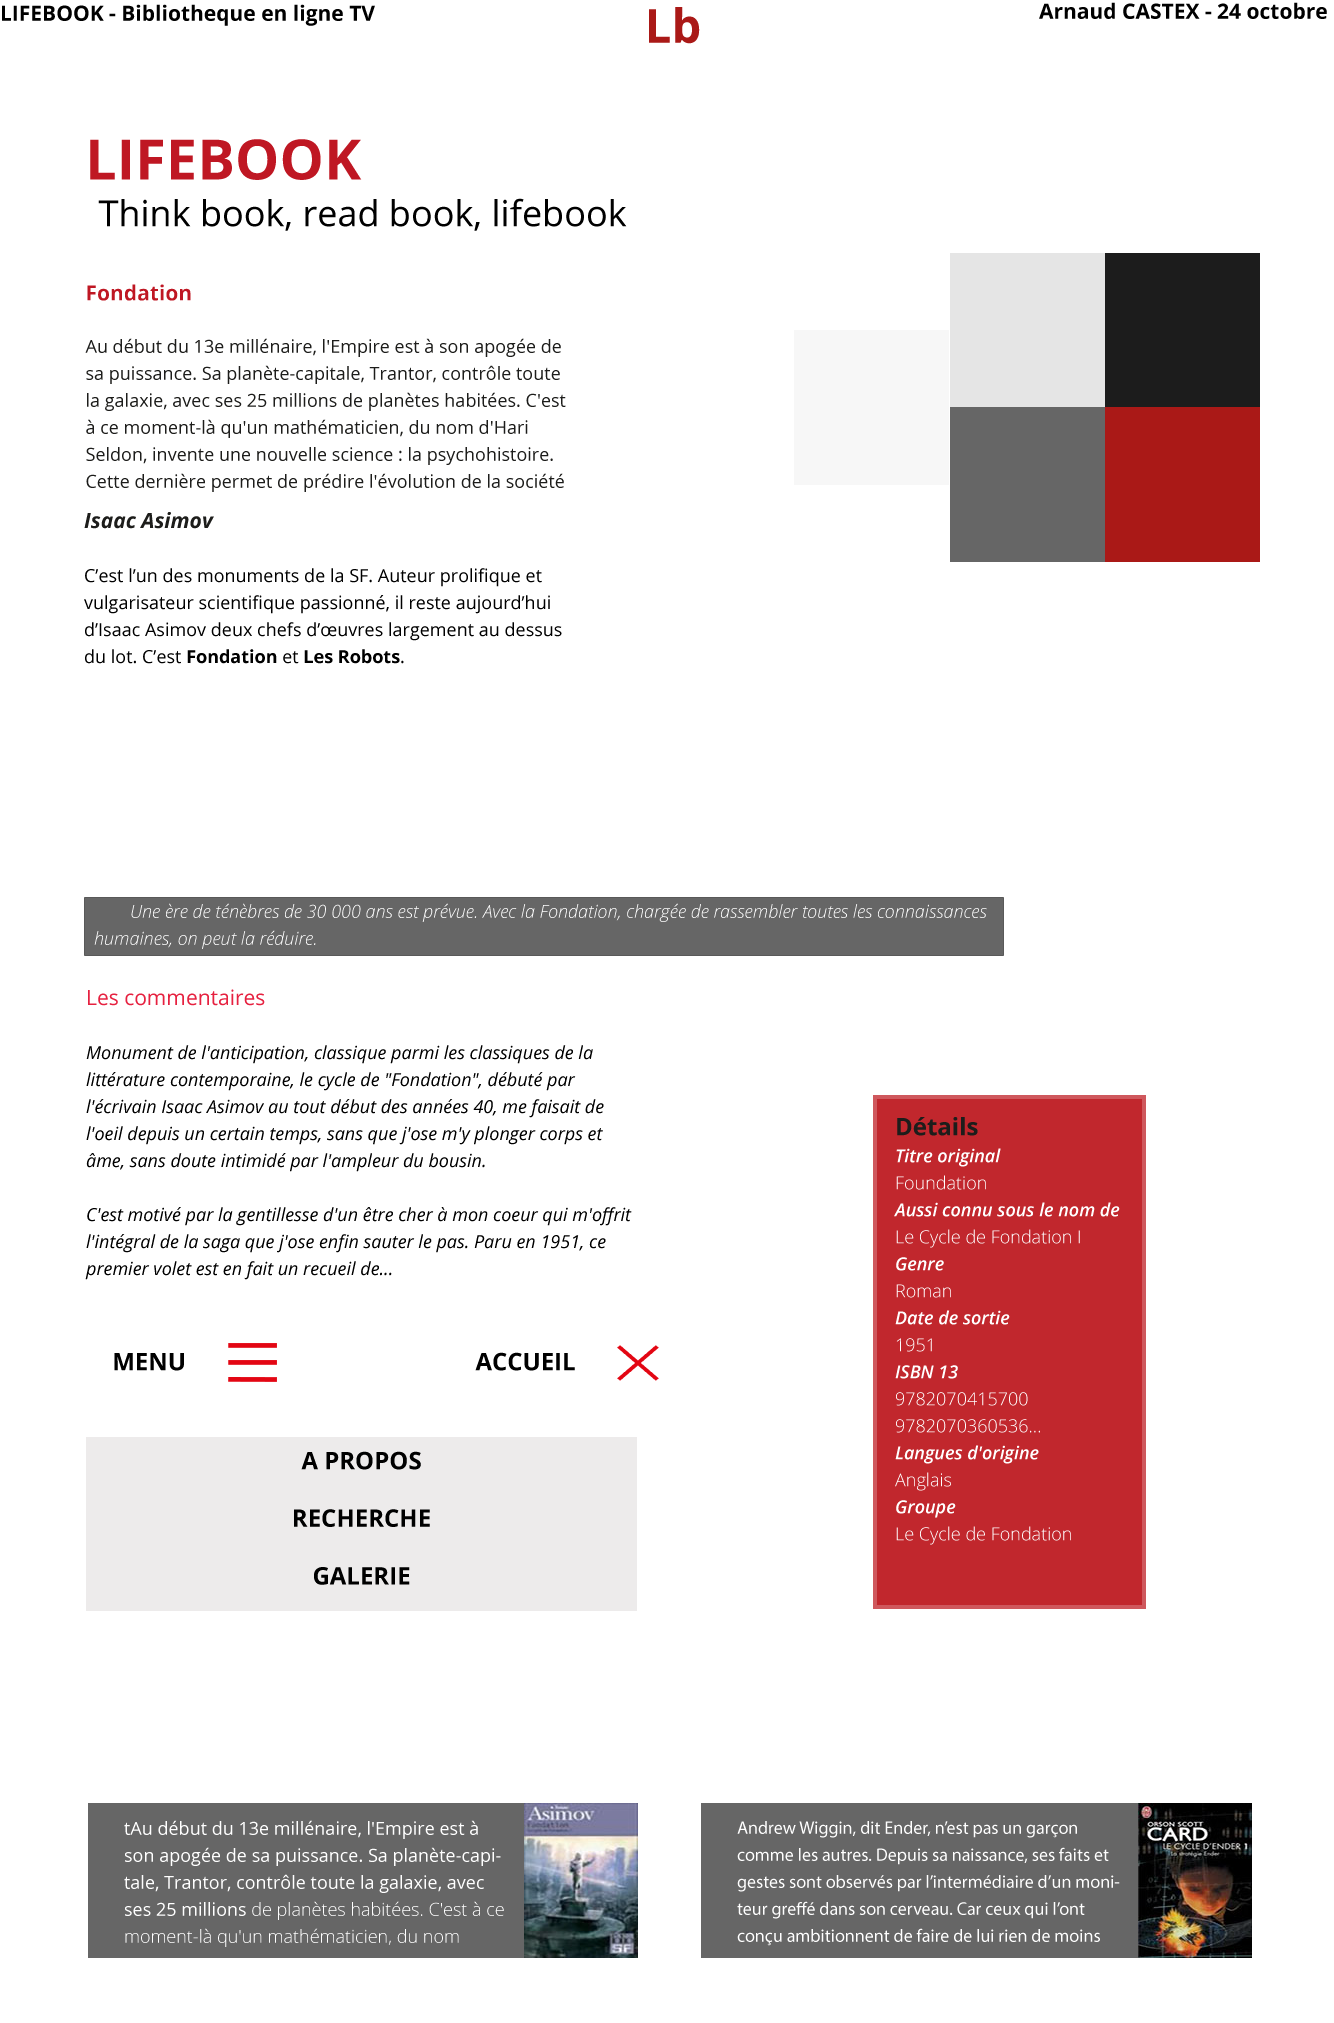 LIFEBOOK - Bibliotheque en ligne TV
Lb
Arnaud CASTEX - 24 octobre
LIFEBOOK
Think book, read book, lifebook
Fondation
Au début du 13e millénaire, l'Empire est à son apogée de
sa puissance. Sa planète-capitale, Trantor, contrôle toute
la galaxie, avec ses 25 millions de planètes habitées. C'est
à ce moment-là qu'un mathématicien, du nom d'Hari
Seldon, invente une nouvelle science : la psychohistoire.
Cette dernière permet de prédire l'évolution de la société
Isaac Asimov
C’est l’un des monuments de la SF. Auteur prolifique et
vulgarisateur scientifique passionné, il reste aujourd’hui
d’Isaac Asimov deux chefs d’œuvres largement au dessus
du lot. C’est Fondation et Les Robots.
Une ère de ténèbres de 30 000 ans est prévue. Avec la Fondation, chargée de rassembler toutes les connaissances
humaines, on peut la réduire.
Les commentaires
Monument de l'anticipation, classique parmi les classiques de la
littérature contemporaine, le cycle de "Fondation", débuté par
l'écrivain Isaac Asimov au tout début des années 40, me faisait de
l'oeil depuis un certain temps, sans que j'ose m'y plonger corps et
âme, sans doute intimidé par l'ampleur du bousin.
C'est motivé par la gentillesse d'un être cher à mon coeur qui m'offrit
l'intégral de la saga que j'ose enfin sauter le pas. Paru en 1951, ce
premier volet est en fait un recueil de...
MENU
ACCUEIL
A PROPOS
RECHERCHE
GALERIE
Détails
Titre original
Foundation
Aussi connu sous le nom de
Le Cycle de Fondation I
Genre
Roman
Date de sortie
1951
ISBN 13
9782070415700
9782070360536...
Langues d'origine
Anglais
Groupe
Le Cycle de Fondation
tAu début du 13e millénaire, l'Empire est à
son apogée de sa puissance. Sa planète-capi-
tale, Trantor, contrôle toute la galaxie, avec
ses 25 millions de planètes habitées. C'est à ce
moment-là qu'un mathématicien, du nom
Asimov
Fondation
SF
Andrew Wiggin, dit Ender, n’est pas un garçon
comme les autres. Depuis sa naissance, ses faits et
gestes sont observés par l’intermédiaire d’un moni-
teur greffé dans son cerveau. Car ceux qui l’ont
conçu ambitionnent de faire de lui rien de moins
ORSON SCOTT
CARD
LE CYCLE D'ENDER 1
La stratégie Ender